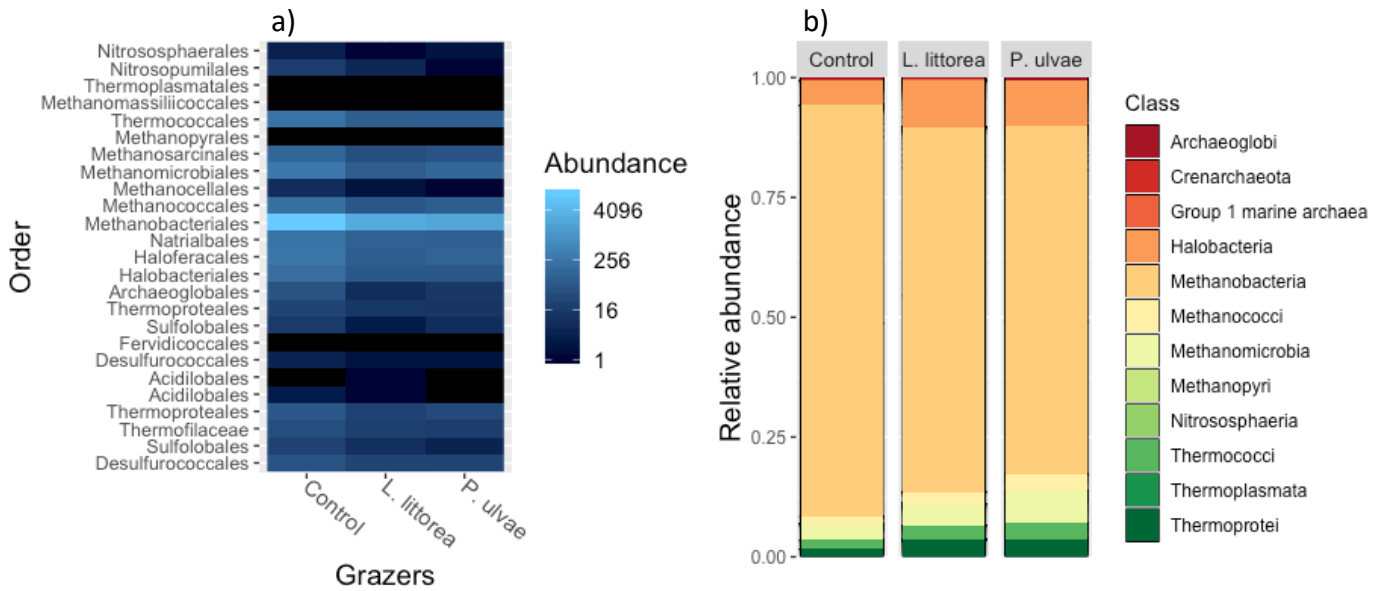 a)
Order
Nitrososphaerales
Nitrosopumilales
Thermoplasmatales
Methanomassiliicoccales
Thermococcales
Methanopyrales
Methanosarcinales
Methanomicrobiales
Methanocellales
Methanococcales
Methanobacteriales
Natrialbales
Haloferacales
Halobacteriales
Archaeoglobales
Thermoproteales
Sulfolobales
Fervidicoccales
Desulfurococcales
Acidilobales
Acidilobales
Thermoproteales
Thermofilaceae
Sulfolobales
Desulfurococcales
Control
L. littorea
P. ulvae
Grazers
Abundance
4096
256
16
1
b)
Control
L. littorea
P. ulvae
Relative abundance
1.00
0.75
0.50
0.25
0.00
Class
Archaeoglobi
Crenarchaeota
Group 1 marine archaea
Halobacteria
Methanobacteria
Methanococci
Methanomicrobia
Methanopyri
Nitrososphaeria
Thermococci
Thermoplasmata
Thermoprotei